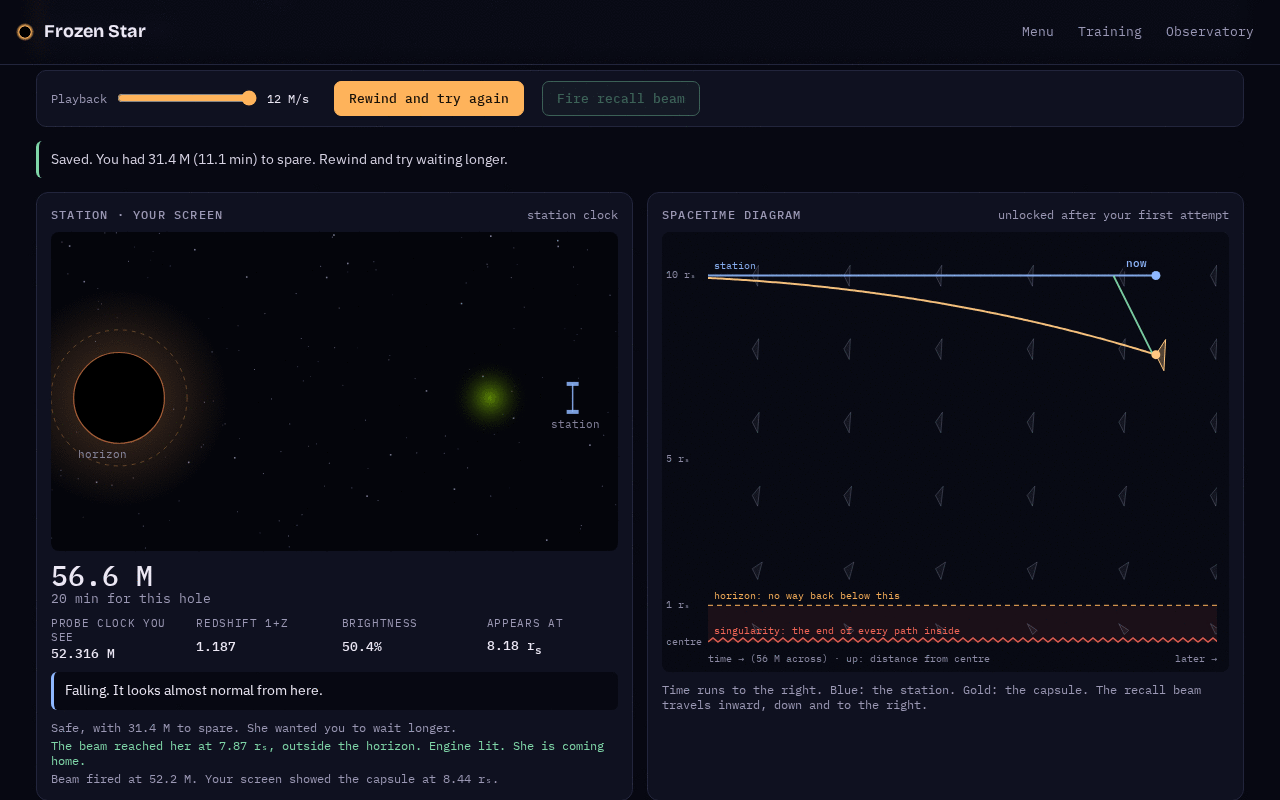 Frozen Star
Menu Training Observatory
Playback 12 M/s Rewind and try again Fire recall beam
Saved. You had 31.4 M (11.1 min) to spare. Rewind and try waiting longer.
STATION · YOUR SCREEN station clock
horizon
station
56.6 M
20 min for this hole
PROBE CLOCK YOU SEE
52.316 M
REDSHIFT 1+Z
1.187
BRIGHTNESS
50.4%
APPEARS AT
8.18 rₛ
Falling. It looks almost normal from here.
Safe, with 31.4 M to spare. She wanted you to wait longer.
The beam reached her at 7.87 rₛ, outside the horizon. Engine lit. She is coming
home.
Beam fired at 52.2 M. Your screen showed the capsule at 8.44 rₛ.
SPACETIME DIAGRAM unlocked after your first attempt
station
now
10 rₛ
5 rₛ
horizon: no way back below this
1 rₛ
singularity: the end of every path inside
centre
time → (56 M across) · up: distance from centre later →
Time runs to the right. Blue: the station. Gold: the capsule. The recall beam
travels inward, down and to the right.